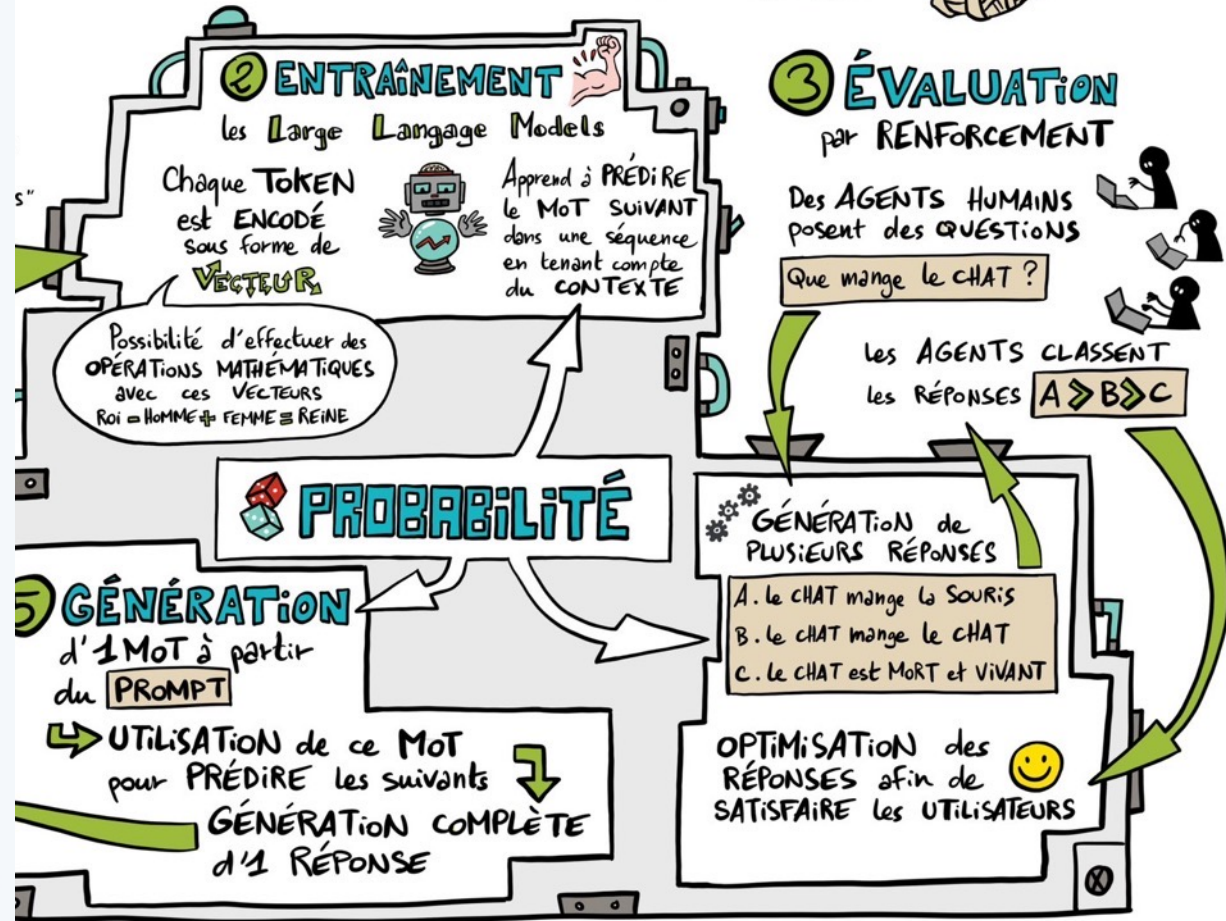 s"
2 ENTRAÎNEMENT
les Large Langage Models
Chaque TOKEN
est ENCODÉ
sous forme de
VECTEUR
Apprend à PRÉDIRE
le MOT SUIVANT
dans une séquence
en tenant compte
du CONTEXTE
Possibilité d'effectuer des
OPÉRATIONS MATHÉMATIQUES
avec ces VECTEURS
ROI - HOMME + FEMME = REINE
3 ÉVALUATION
par RENFORCEMENT
Des AGENTS HUMAINS
posent des QUESTIONS
Que mange le CHAT ?
les AGENTS CLASSENT
les RÉPONSES A > B > C
PROBABILITÉ
GÉNÉRATION de
PLUSIEURS RÉPONSES
A. le CHAT mange la SOURIS
B. le CHAT mange le CHAT
C. le CHAT est MORT et VIVANT
OPTIMISATION des
RÉPONSES afin de
SATISFAIRE les UTILISATEURS
5 GÉNÉRATION
d'1 MOT à partir
du PROMPT
UTILISATION de ce MOT
pour PRÉDIRE les suivants
GÉNÉRATION COMPLÈTE
d'1 RÉPONSE